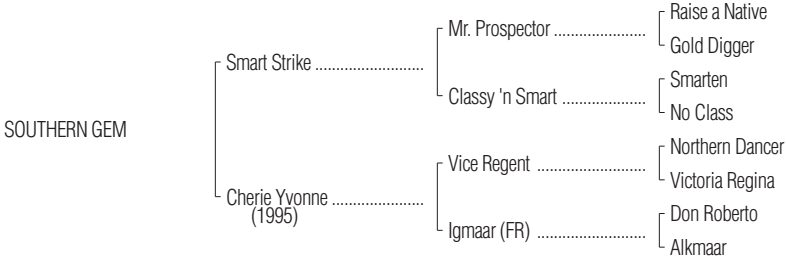 Raise a Native
Mr. Prospector ......................
Gold Digger
Smart Strike ..........................
Smarten
Classy 'n Smart ....................
No Class
SOUTHERN GEM
Northern Dancer
Vice Regent ..........................
Victoria Regina
Cherie Yvonne ......................
(1995)
Don Roberto
Igmaar (FR) ..........................
Alkmaar